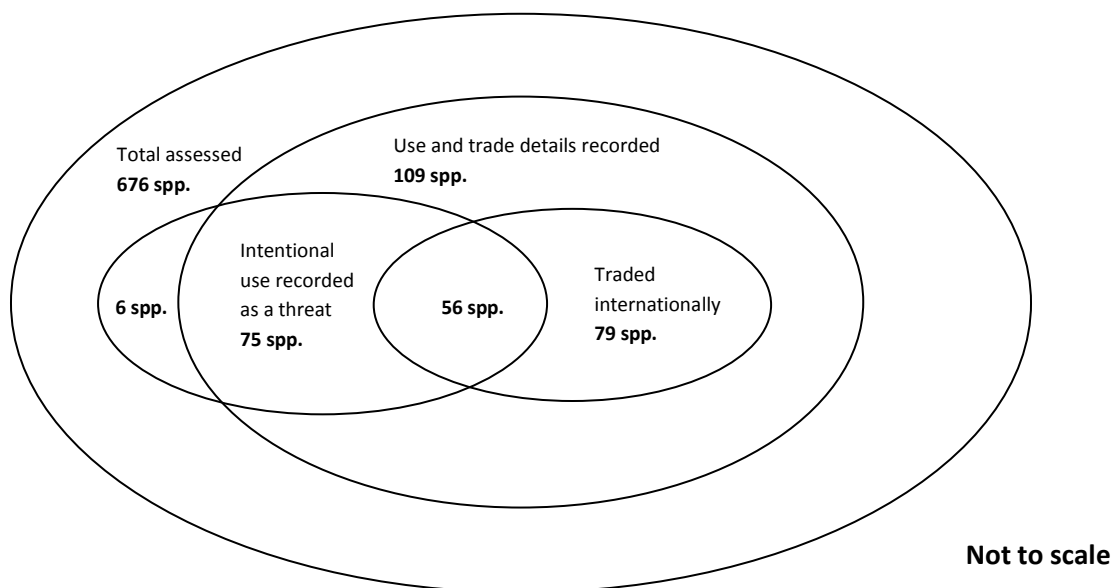 Total assessed
676 spp.
Use and trade details recorded
109 spp.
6 spp.
Intentional
use recorded
as a threat
75 spp.
56 spp.
Traded
internationally
79 spp.
Not to scale